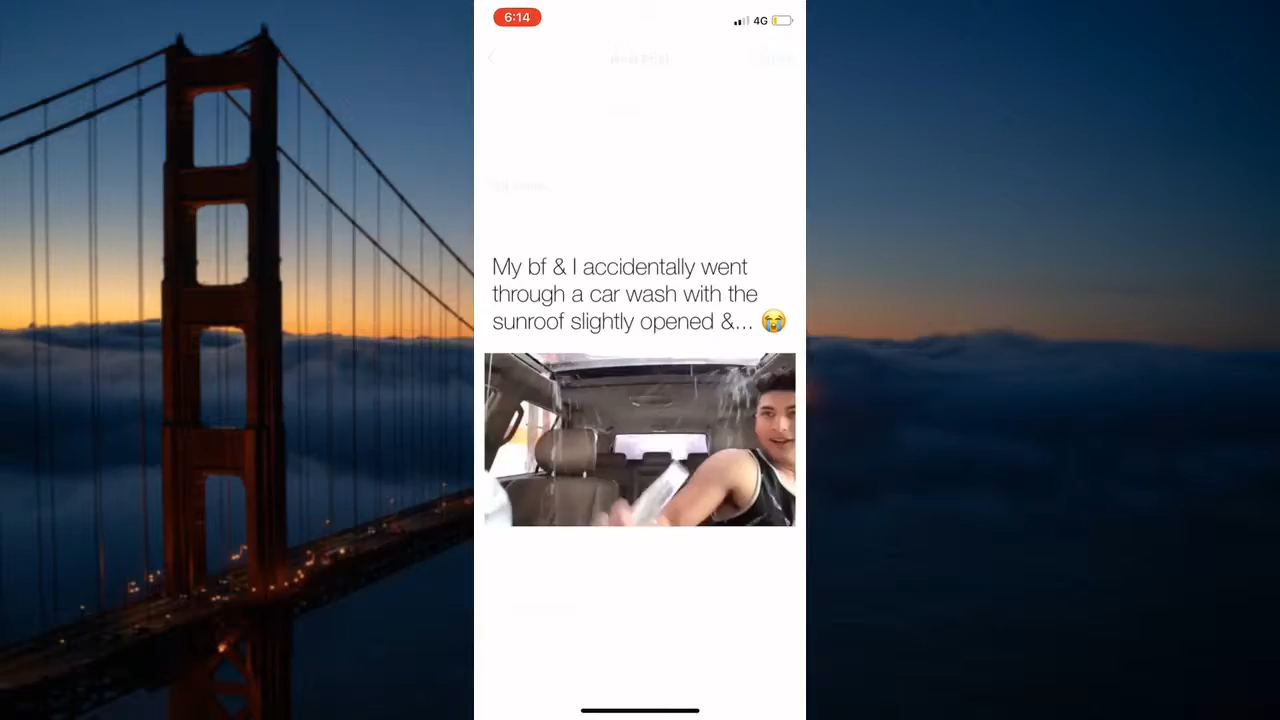 6:14
4G
My bf & I accidentally went
through a car wash with the
sunroof slightly opened &... 😭